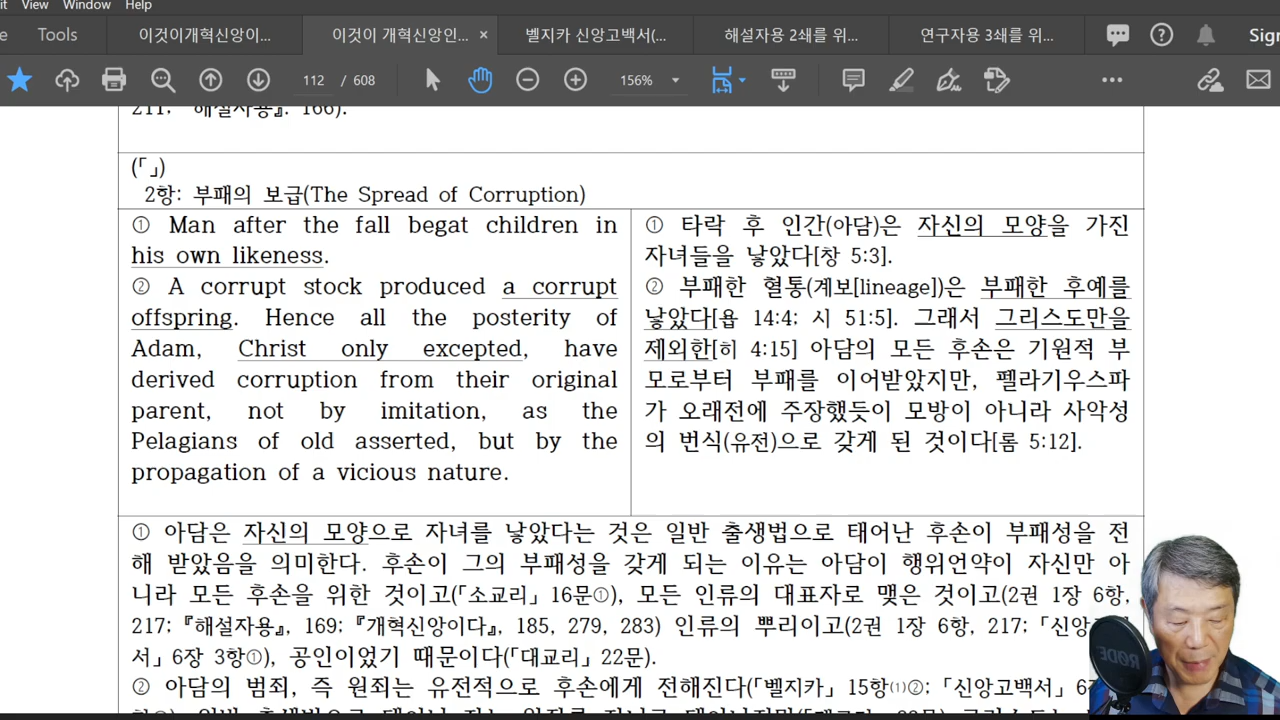 it View Window Help
e Tools 이것이개혁신앙이... 이것이 개혁신앙인... × 벨지카 신앙고백서(... 해설자용 2쇄를 위... 연구자용 3쇄를 위... Sign
112 / 608 156%
211; 『해설자용』. 166).
(「」)
2항: 부패의 보급(The Spread of Corruption)
① Man after the fall begat children in
his own likeness.
② A corrupt stock produced a corrupt
offspring. Hence all the posterity of
Adam, Christ only excepted, have
derived corruption from their original
parent, not by imitation, as the
Pelagians of old asserted, but by the
propagation of a vicious nature.
① 타락 후 인간(아담)은 자신의 모양을 가진
자녀들을 낳았다[창 5:3].
② 부패한 혈통(계보[lineage])은 부패한 후예를
낳았다[욥 14:4; 시 51:5]. 그래서 그리스도만을
제외한[히 4:15] 아담의 모든 후손은 기원적 부
모로부터 부패를 이어받았지만, 펠라기우스파
가 오래전에 주장했듯이 모방이 아니라 사악성
의 번식(유전)으로 갖게 된 것이다[롬 5:12].
① 아담은 자신의 모양으로 자녀를 낳았다는 것은 일반 출생법으로 태어난 후손이 부패성을 전
해 받았음을 의미한다. 후손이 그의 부패성을 갖게 되는 이유는 아담이 행위언약이 자신만 아
니라 모든 후손을 위한 것이고(「소교리」 16문①), 모든 인류의 대표자로 맺은 것이고(2권 1장 6항,
217; 『해설자용』, 169; 『개혁신앙이다』, 185, 279, 283) 인류의 뿌리이고(2권 1장 6항, 217; 「신앙
서」 6장 3항①), 공인이었기 때문이다(「대교리」 22문).
② 아담의 범죄, 즉 원죄는 유전적으로 후손에게 전해진다(「벨지카」 15항⑴②; 「신앙고백서」 6
RØDE